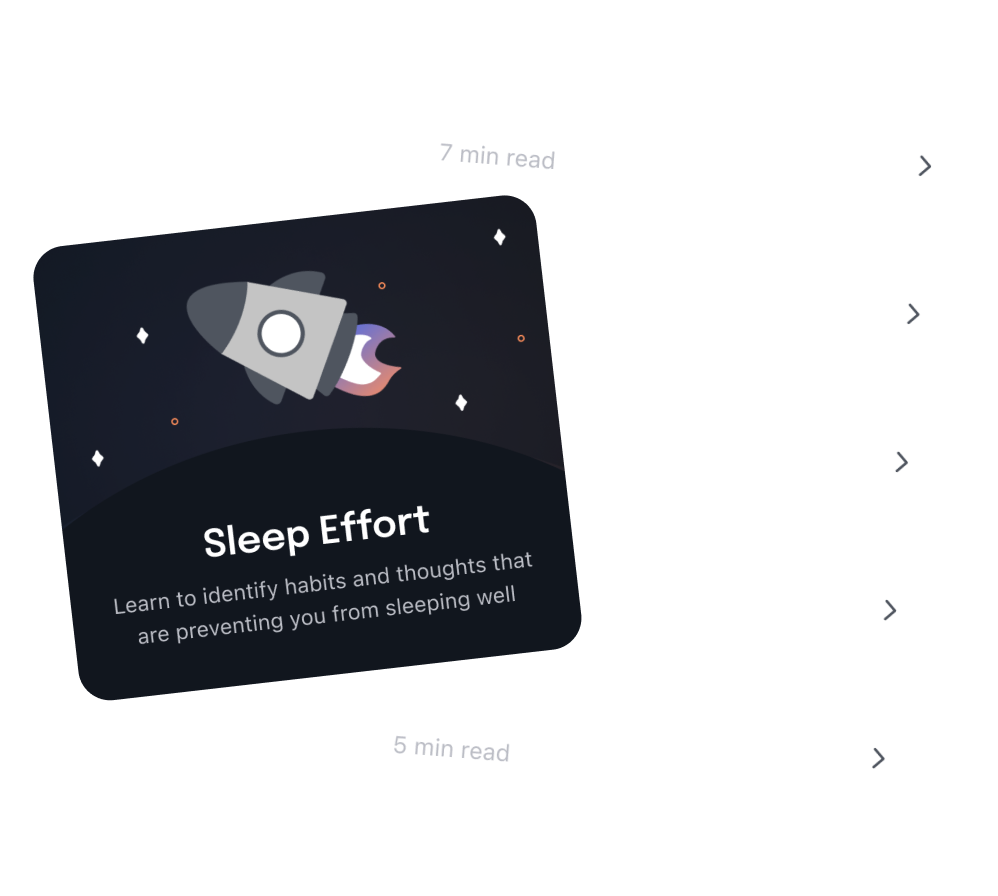 7 min read
Sleep Effort
Learn to identify habits and thoughts that
are preventing you from sleeping well
5 min read